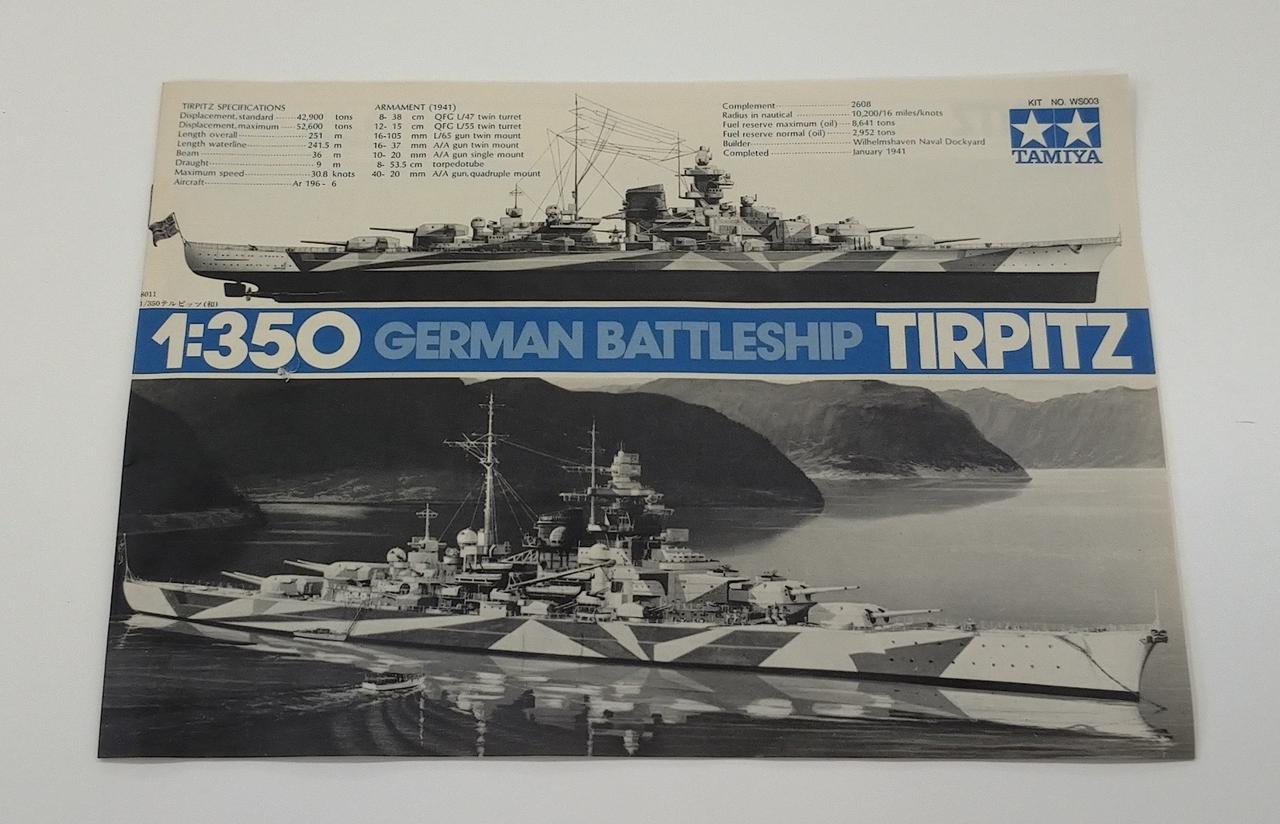 TIRPITZ SPECIFICATIONS
Displacement, standard 42,900 tons
Displacement, maximum 52,600 tons
Length overall 251 m
Length waterline 241.5 m
Beam 36 m
Draught 9 m
Maximum speed 30.8 knots
Aircraft Ar 196 - 6
ARMAMENT (1941)
8- 38 cm QFG L/47 twin turret
12- 15 cm QFG L/55 twin turret
16-105 mm L/65 gun twin mount
16- 37 mm A/A gun twin mount
10- 20 mm A/A gun single mount
8- 53.5 cm torpedotube
40- 20 mm A/A gun, quadruple mount
Complement 2608
Radius in nautical 10,200/16 miles/knots
Fuel reserve maximum (oil) 8,641 tons
Fuel reserve normal (oil) 2,952 tons
Builder Wilhelmshaven Naval Dockyard
Completed January 1941
KIT NO. WS003
TAMIYA
8011
1/350テルピッツ(和)
1:350 GERMAN BATTLESHIP TIRPITZ